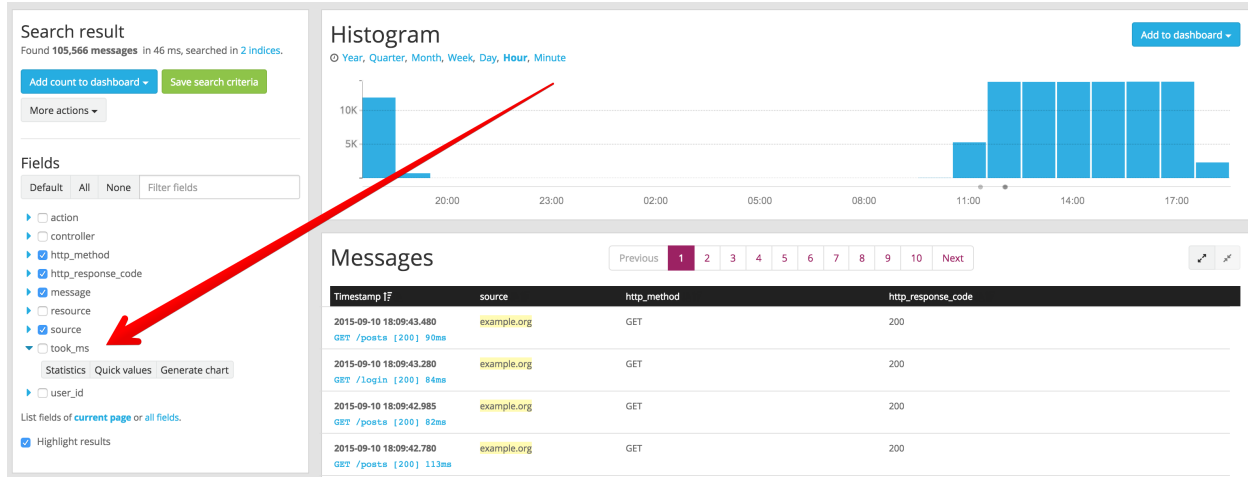 Search result
Found 105,566 messages in 46 ms, searched in 2 indices.
Add count to dashboard
Save search criteria
More actions
Fields
Default All None Filter fields
action
controller
http_method
http_response_code
message
resource
source
took_ms
Statistics Quick values Generate chart
user_id
List fields of current page or all fields.
Highlight results
Histogram
Add to dashboard
Year, Quarter, Month, Week, Day, Hour, Minute
10K
5K
20:00 23:00 02:00 05:00 08:00 11:00 14:00 17:00
Messages
Previous 1 2 3 4 5 6 7 8 9 10 Next
Timestamp source http_method http_response_code
2015-09-10 18:09:43.480 example.org GET 200
GET /posts [200] 90ms
2015-09-10 18:09:43.280 example.org GET 200
GET /login [200] 84ms
2015-09-10 18:09:42.985 example.org GET 200
GET /posts [200] 82ms
2015-09-10 18:09:42.780 example.org GET 200
GET /posts [200] 113ms